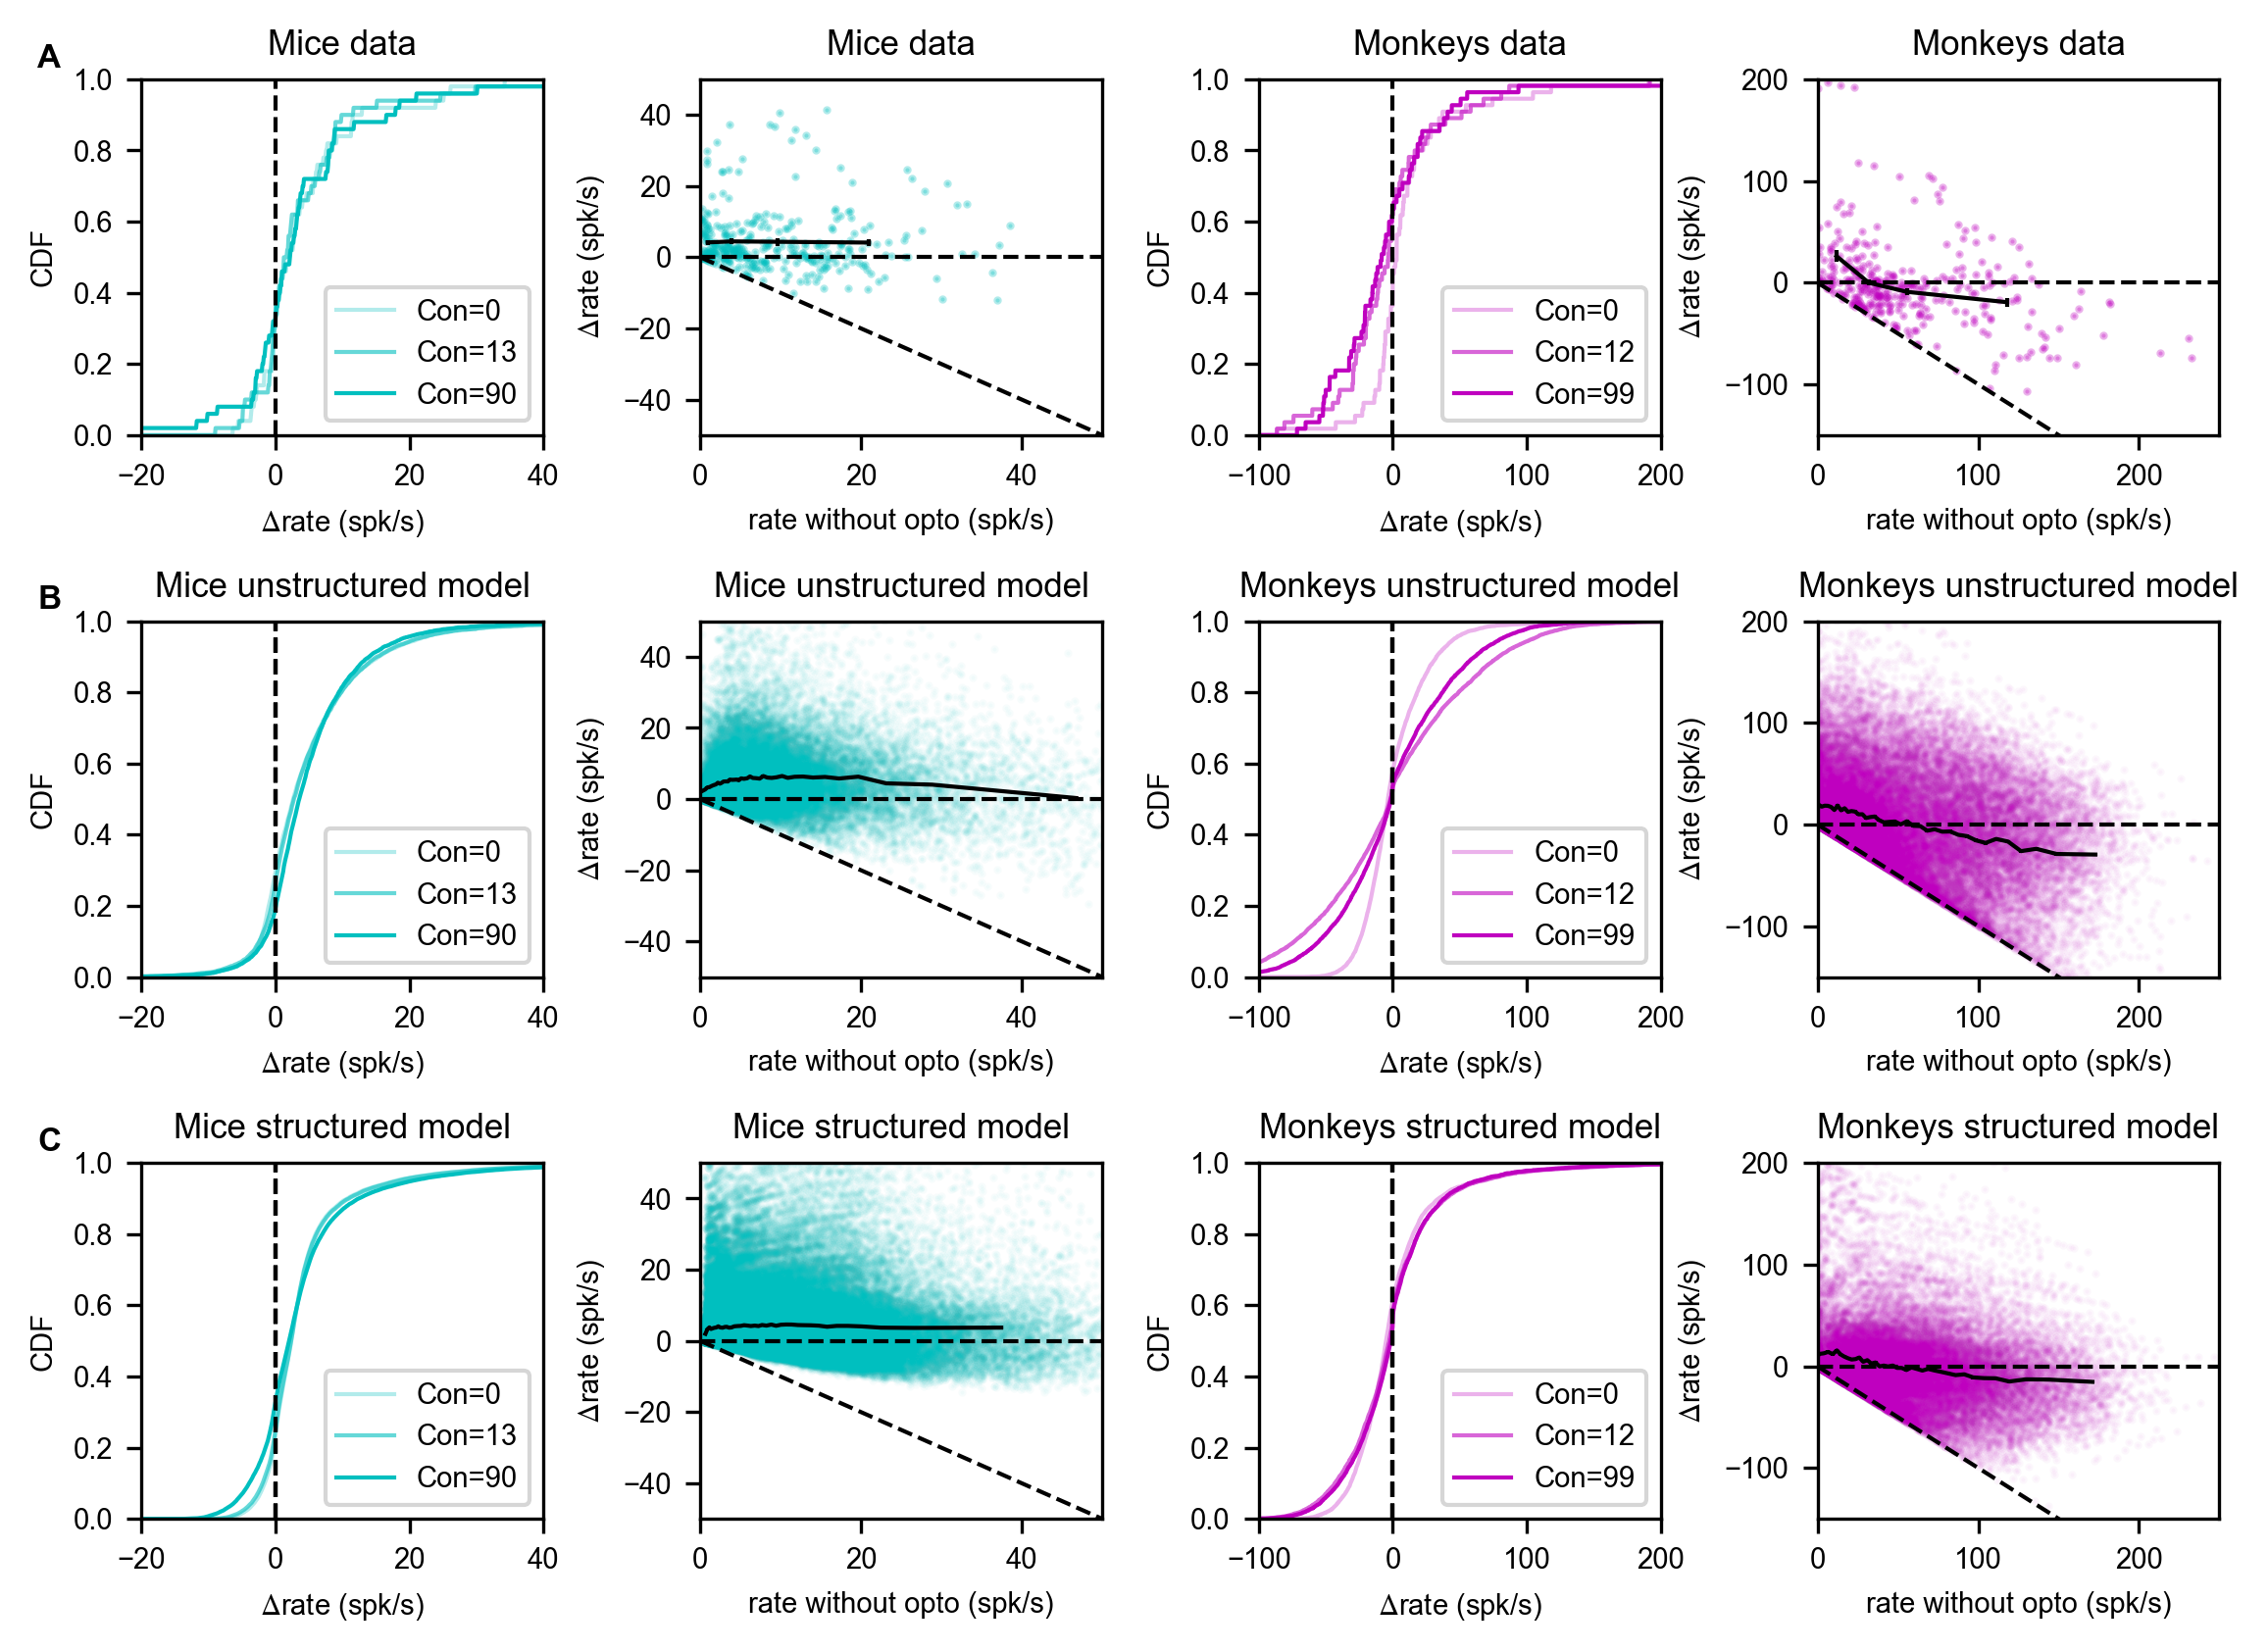 A
Mice data
Mice data
Monkeys data
Monkeys data
CDF
1.0
0.8
0.6
0.4
0.2
0.0
Con=0
Con=13
Con=90
−20 0 20 40
Δrate (spk/s)
Δrate (spk/s)
40
20
0
−20
−40
0 20 40
rate without opto (spk/s)
CDF
1.0
0.8
0.6
0.4
0.2
0.0
Con=0
Con=12
Con=99
−100 0 100 200
Δrate (spk/s)
Δrate (spk/s)
200
100
0
−100
0 100 200
rate without opto (spk/s)
B
Mice unstructured model
Mice unstructured model
Monkeys unstructured model
Monkeys unstructured model
CDF
1.0
0.8
0.6
0.4
0.2
0.0
Con=0
Con=13
Con=90
−20 0 20 40
Δrate (spk/s)
Δrate (spk/s)
40
20
0
−20
−40
0 20 40
rate without opto (spk/s)
CDF
1.0
0.8
0.6
0.4
0.2
0.0
Con=0
Con=12
Con=99
−100 0 100 200
Δrate (spk/s)
Δrate (spk/s)
200
100
0
−100
0 100 200
rate without opto (spk/s)
C
Mice structured model
Mice structured model
Monkeys structured model
Monkeys structured model
CDF
1.0
0.8
0.6
0.4
0.2
0.0
Con=0
Con=13
Con=90
−20 0 20 40
Δrate (spk/s)
Δrate (spk/s)
40
20
0
−20
−40
0 20 40
rate without opto (spk/s)
CDF
1.0
0.8
0.6
0.4
0.2
0.0
Con=0
Con=12
Con=99
−100 0 100 200
Δrate (spk/s)
Δrate (spk/s)
200
100
0
−100
0 100 200
rate without opto (spk/s)